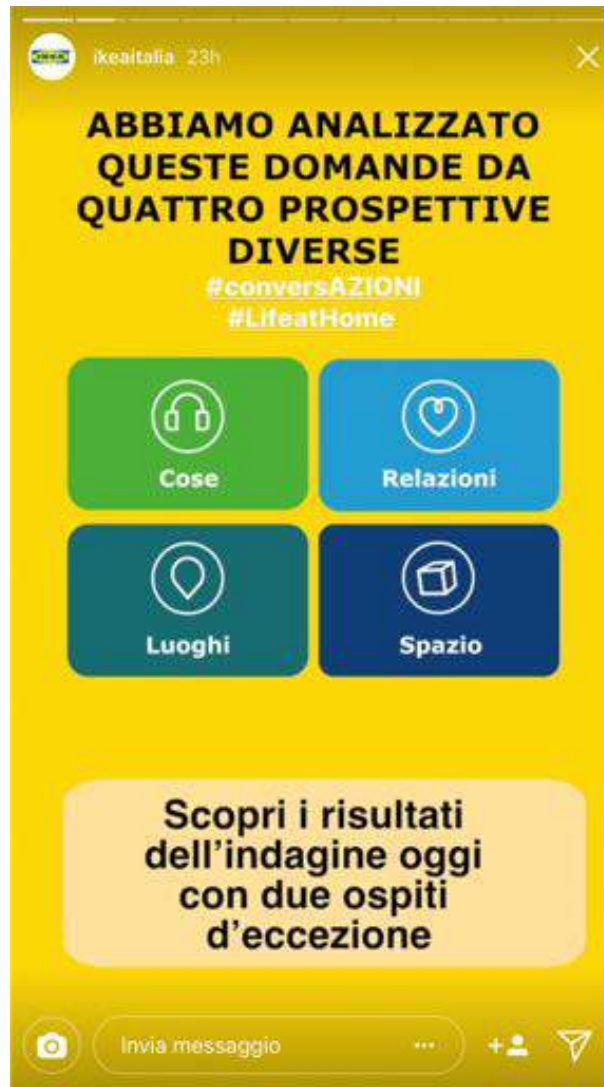 IKEA
ikeaitalia 23h
ABBIAMO ANALIZZATO
QUESTE DOMANDE DA
QUATTRO PROSPETTIVE
DIVERSE
#conversAZIONI
#LifeatHome
Cose
Relazioni
Luoghi
Spazio
Scopri i risultati
dell'indagine oggi
con due ospiti
d'eccezione
Invia messaggio